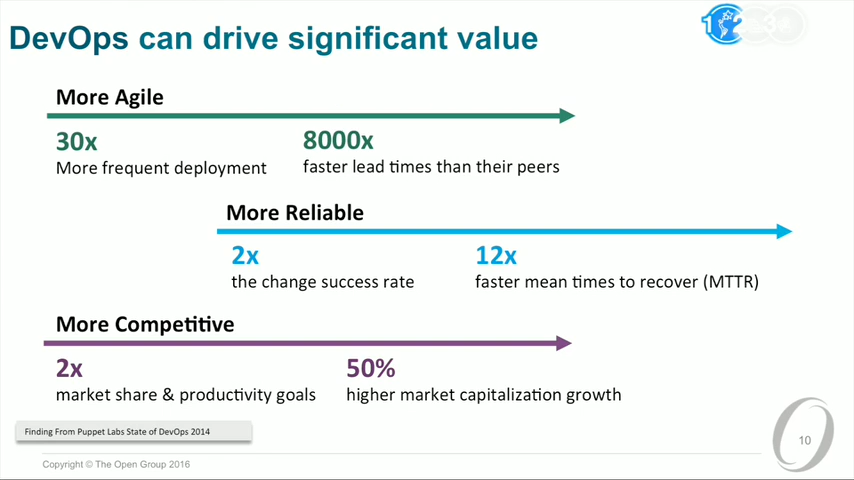 DevOps can drive significant value
More Agile
30x
8000x
More frequent deployment
faster lead times than their peers
More Reliable
2x
12x
the change success rate
faster mean times to recover (MTTR)
More Competitive
2x
50%
market share & productivity goals
higher market capitalization growth
Finding From Puppet Labs State of DevOps 2014
10
Copyright © The Open Group 2016